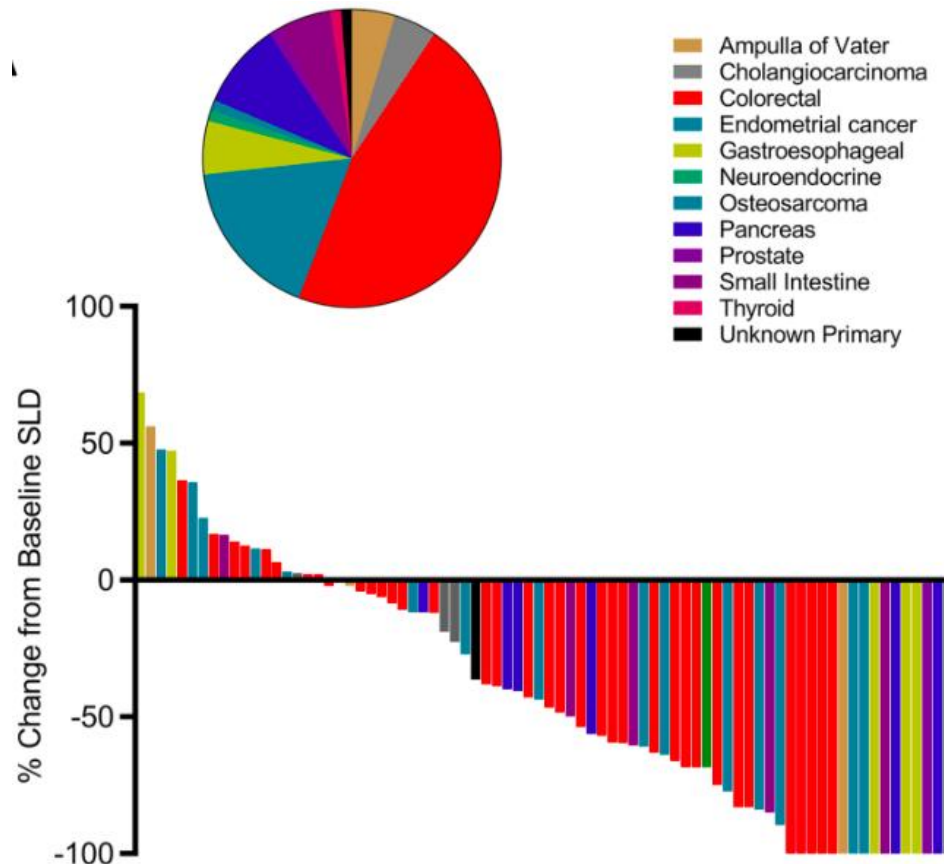 Ampulla of Vater
Cholangiocarcinoma
Colorectal
Endometrial cancer
Gastroesophageal
Neuroendocrine
Osteosarcoma
Pancreas
Prostate
Small Intestine
Thyroid
Unknown Primary
% Change from Baseline SLD
100
50
0
-50
-100